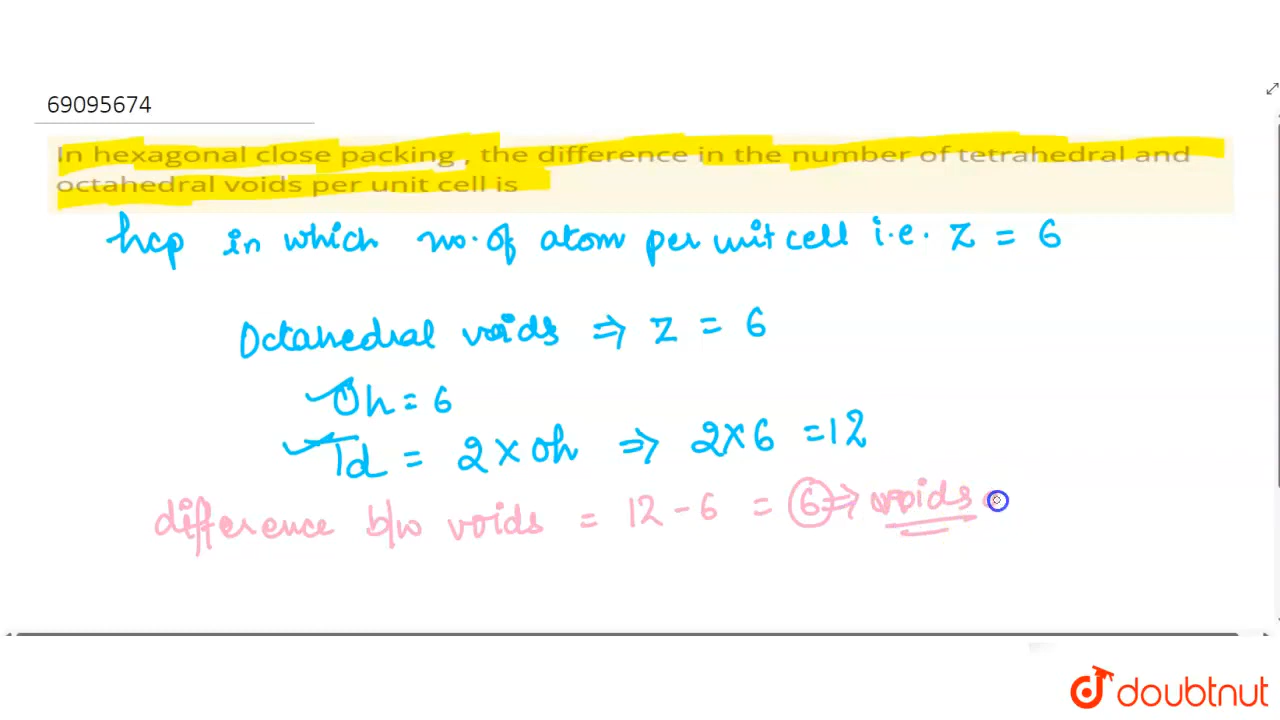 69095674
In hexagonal close packing , the difference in the number of tetrahedral and
octahedral voids per unit cell is
hcp in which no. of atom per unit cell i.e. z = 6
Octahedral voids ⇒ z = 6
Oh = 6
Td = 2 × Oh ⇒ 2×6 = 12
difference b/w voids = 12 - 6 = 6 ⇒ voids
doubtnut